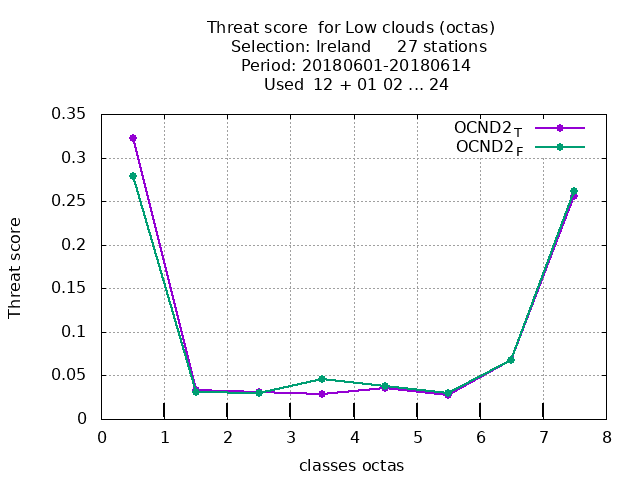 Threat score  for Low clouds (octas)
Selection: Ireland     27 stations
Period: 20180601-20180614
Used  12 + 01 02 ... 24
0.35
0.3
0.25
0.2
0.15
0.1
0.05
0
Threat score
OCND2_T
OCND2_F
0 1 2 3 4 5 6 7 8
classes octas